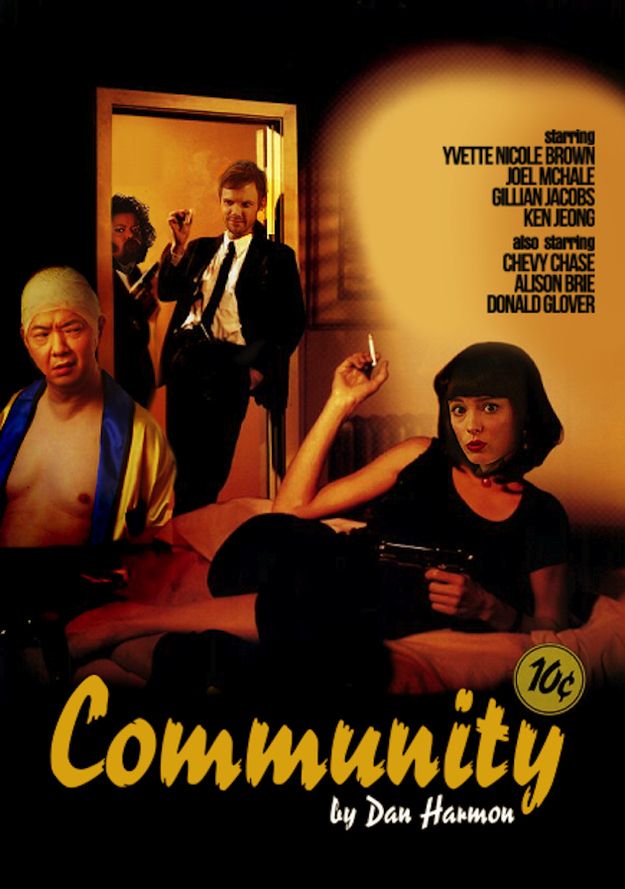 starring
YVETTE NICOLE BROWN
JOEL MCHALE
GILLIAN JACOBS
KEN JEONG
also starring
CHEVY CHASE
ALISON BRIE
DONALD GLOVER
10¢
Community
by Dan Harmon